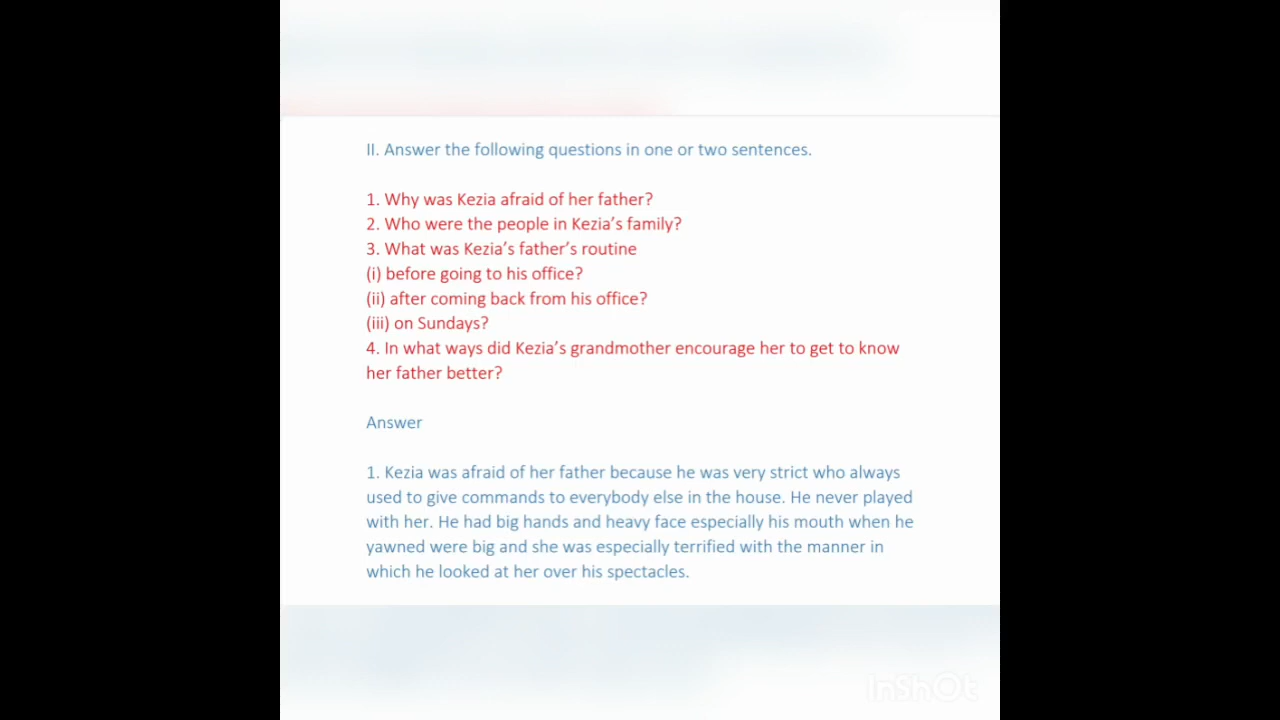 II. Answer the following questions in one or two sentences.
1. Why was Kezia afraid of her father?
2. Who were the people in Kezia’s family?
3. What was Kezia’s father’s routine
(i) before going to his office?
(ii) after coming back from his office?
(iii) on Sundays?
4. In what ways did Kezia’s grandmother encourage her to get to know
her father better?
Answer
1. Kezia was afraid of her father because he was very strict who always
used to give commands to everybody else in the house. He never played
with her. He had big hands and heavy face especially his mouth when he
yawned were big and she was especially terrified with the manner in
which he looked at her over his spectacles.
InShOt